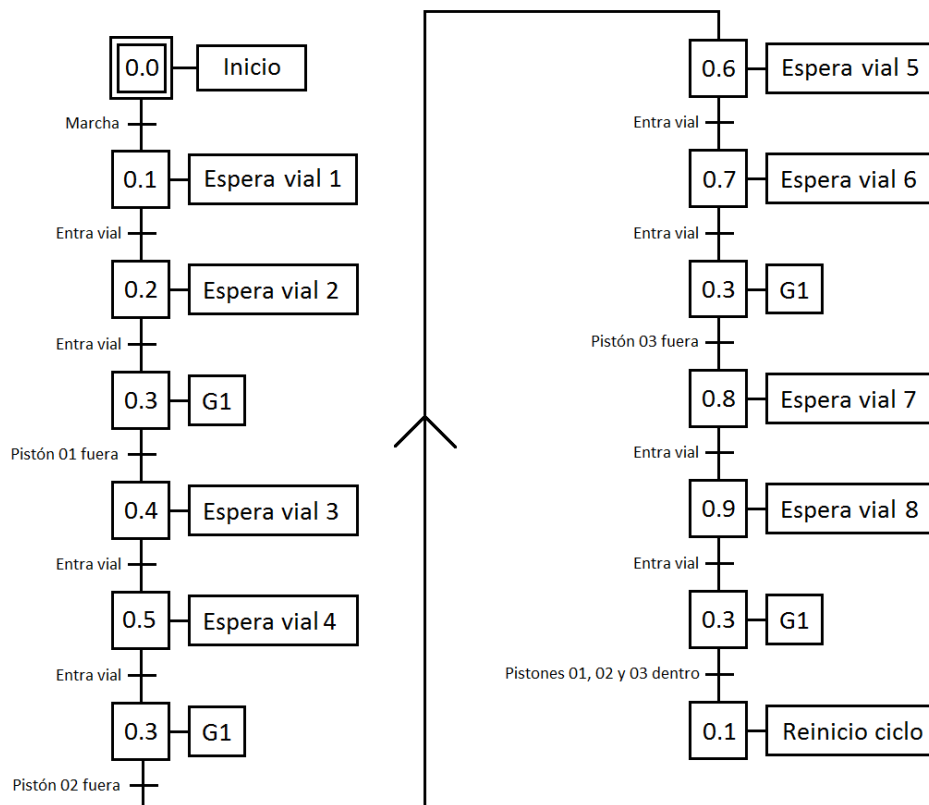 0.0 Inicio
Marcha
0.1 Espera vial 1
Entra vial
0.2 Espera vial 2
Entra vial
0.3 G1
Pistón 01 fuera
0.4 Espera vial 3
Entra vial
0.5 Espera vial 4
Entra vial
0.3 G1
Pistón 02 fuera
0.6 Espera vial 5
Entra vial
0.7 Espera vial 6
Entra vial
0.3 G1
Pistón 03 fuera
0.8 Espera vial 7
Entra vial
0.9 Espera vial 8
Entra vial
0.3 G1
Pistones 01, 02 y 03 dentro
0.1 Reinicio ciclo